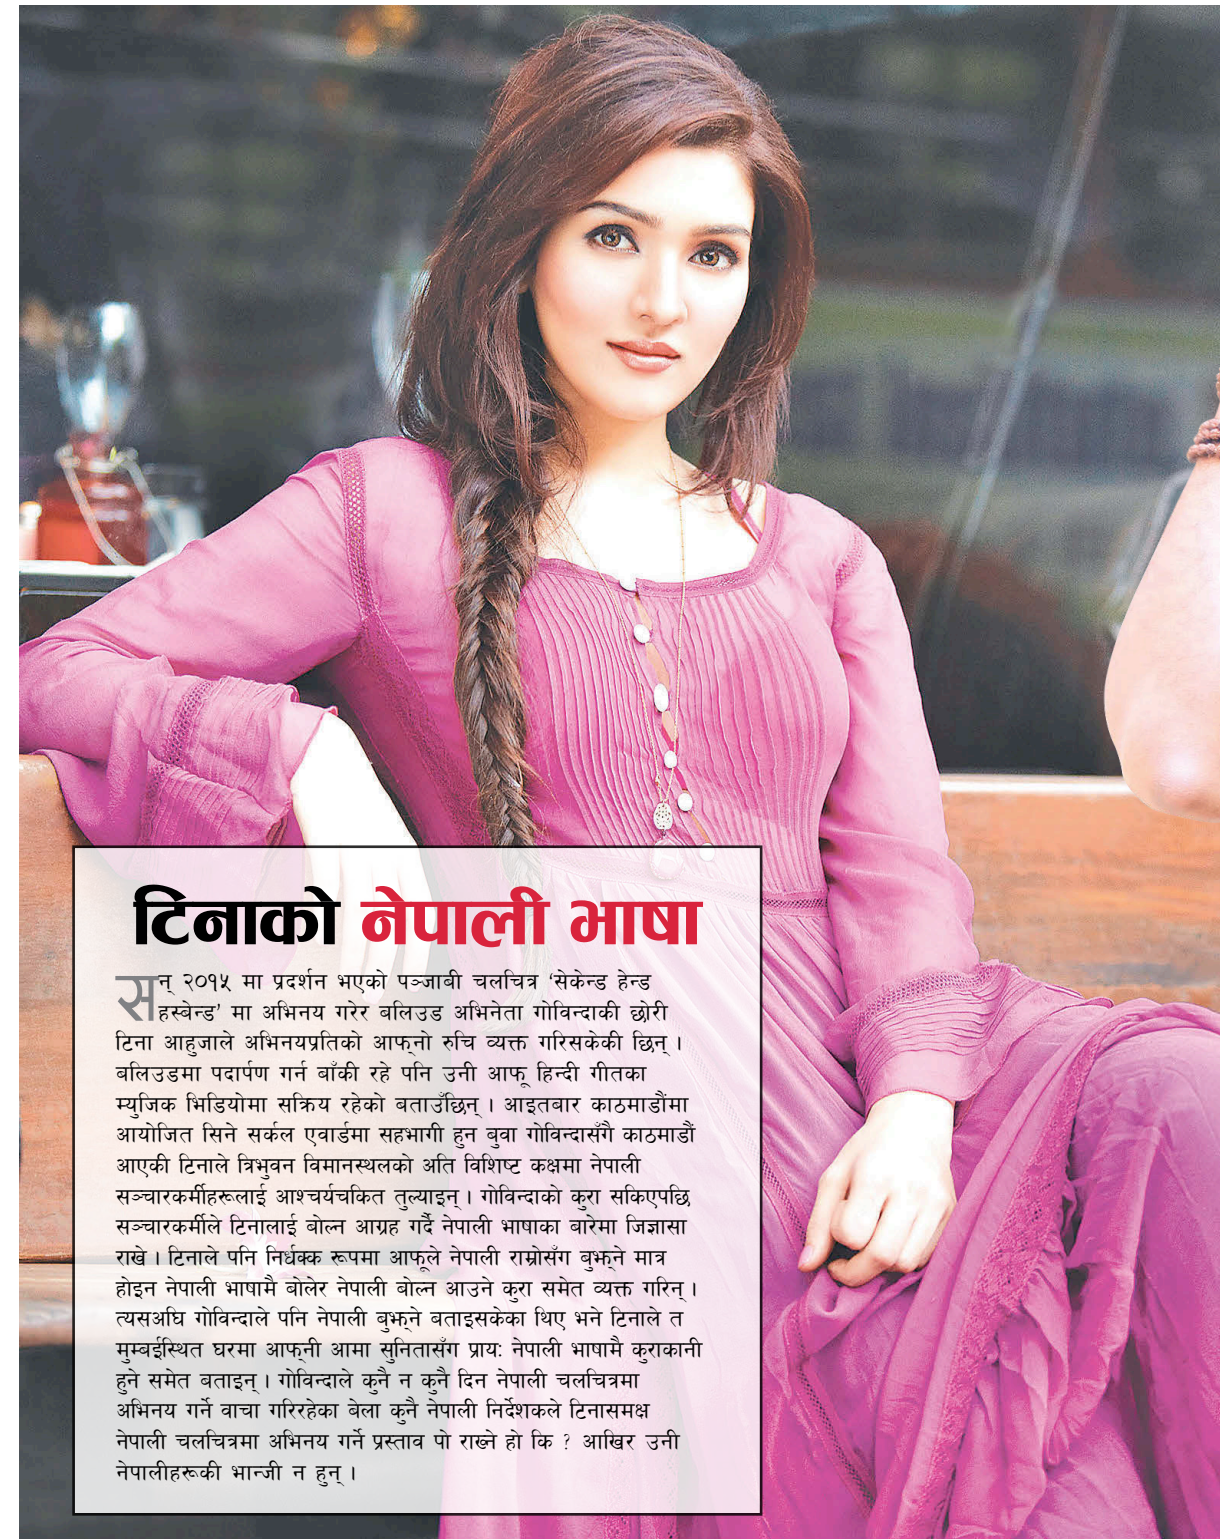 टिनाको नेपाली भाषा
सन् २०१५ मा प्रदर्शन भएको पञ्जाबी चलचित्र ‘सेकेन्ड हेन्ड
हस्बेन्ड’ मा अभिनय गरेर बलिउड अभिनेता गोविन्दाकी छोरी
टिना आहुजाले अभिनयप्रतिको आफ्नो रुचि व्यक्त गरिसकेकी छिन् ।
बलिउडमा पदार्पण गर्न बाँकी रहे पनि उनी आफू हिन्दी गीतका
म्युजिक भिडियोमा सक्रिय रहेको बताउँछिन् । आइतबार काठमाडौंमा
आयोजित सिने सर्कल एवार्डमा सहभागी हुन बुवा गोविन्दासँगै काठमाडौं
आएकी टिनाले त्रिभुवन विमानस्थलको अति विशिष्ट कक्षमा नेपाली
सञ्चारकर्मीहरूलाई आश्चर्यचकित तुल्याइन् । गोविन्दाको कुरा सकिएपछि
सञ्चारकर्मीले टिनालाई बोल्न आग्रह गर्दै नेपाली भाषाका बारेमा जिज्ञासा
राखे । टिनाले पनि निर्धक्क रूपमा आफूले नेपाली राम्रोसँग बुझ्ने मात्र
होइन नेपाली भाषामै बोलेर नेपाली बोल्न आउने कुरा समेत व्यक्त गरिन् ।
त्यसअघि गोविन्दाले पनि नेपाली बुझ्ने बताइसकेका थिए भने टिनाले त
मुम्बईस्थित घरमा आफ्नी आमा सुनितासँग प्रायः नेपाली भाषामै कुराकानी
हुने समेत बताइन् । गोविन्दाले कुनै न कुनै दिन नेपाली चलचित्रमा
अभिनय गर्ने वाचा गरिरहेका बेला कुनै नेपाली निर्देशकले टिनासमक्ष
नेपाली चलचित्रमा अभिनय गर्ने प्रस्ताव पो राख्ने हो कि ? आखिर उनी
नेपालीहरूकी भान्जी न हुन् ।